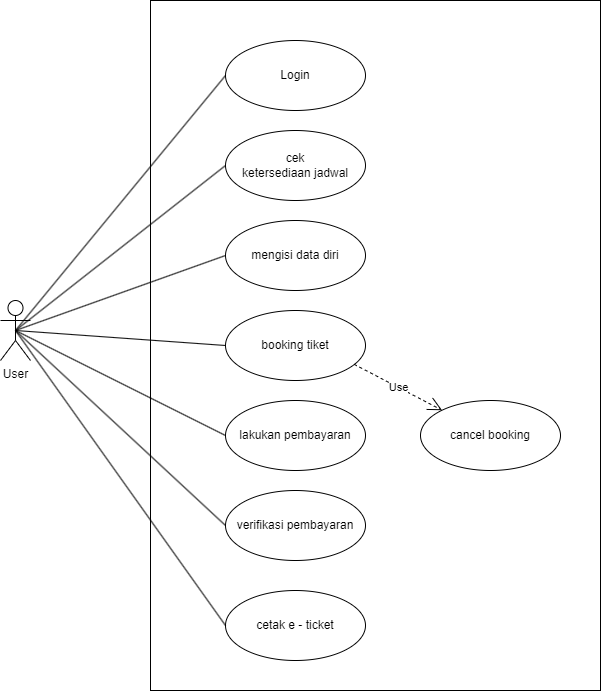 Login
cek
ketersediaan jadwal
mengisi data diri
booking tiket
Use
User
lakukan pembayaran
cancel booking
verifikasi pembayaran
cetak e - ticket